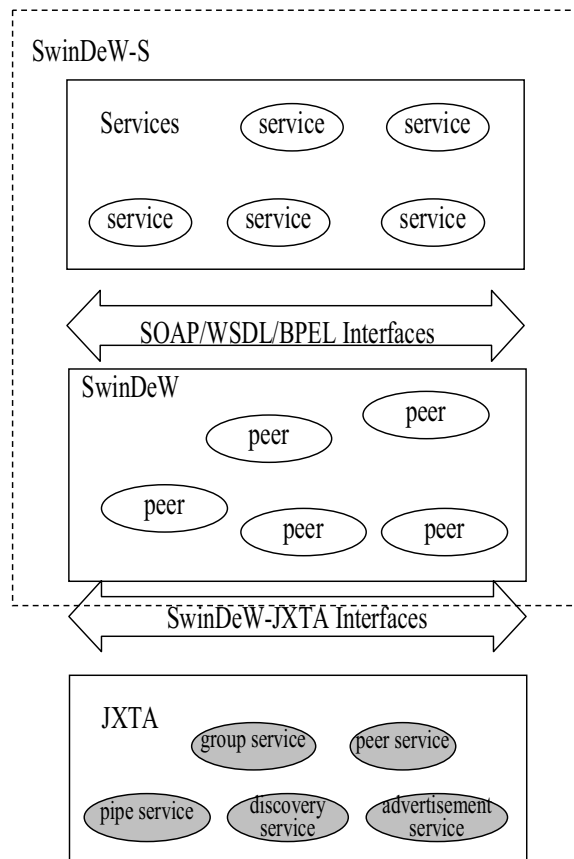 SwinDeW-S
Services
service
service
service
service
service
SOAP/WSDL/BPEL Interfaces
SwinDeW
peer
peer
peer
peer
peer
SwinDeW-JXTA Interfaces
JXTA
group service
peer service
pipe service
discovery
service
advertisement
service